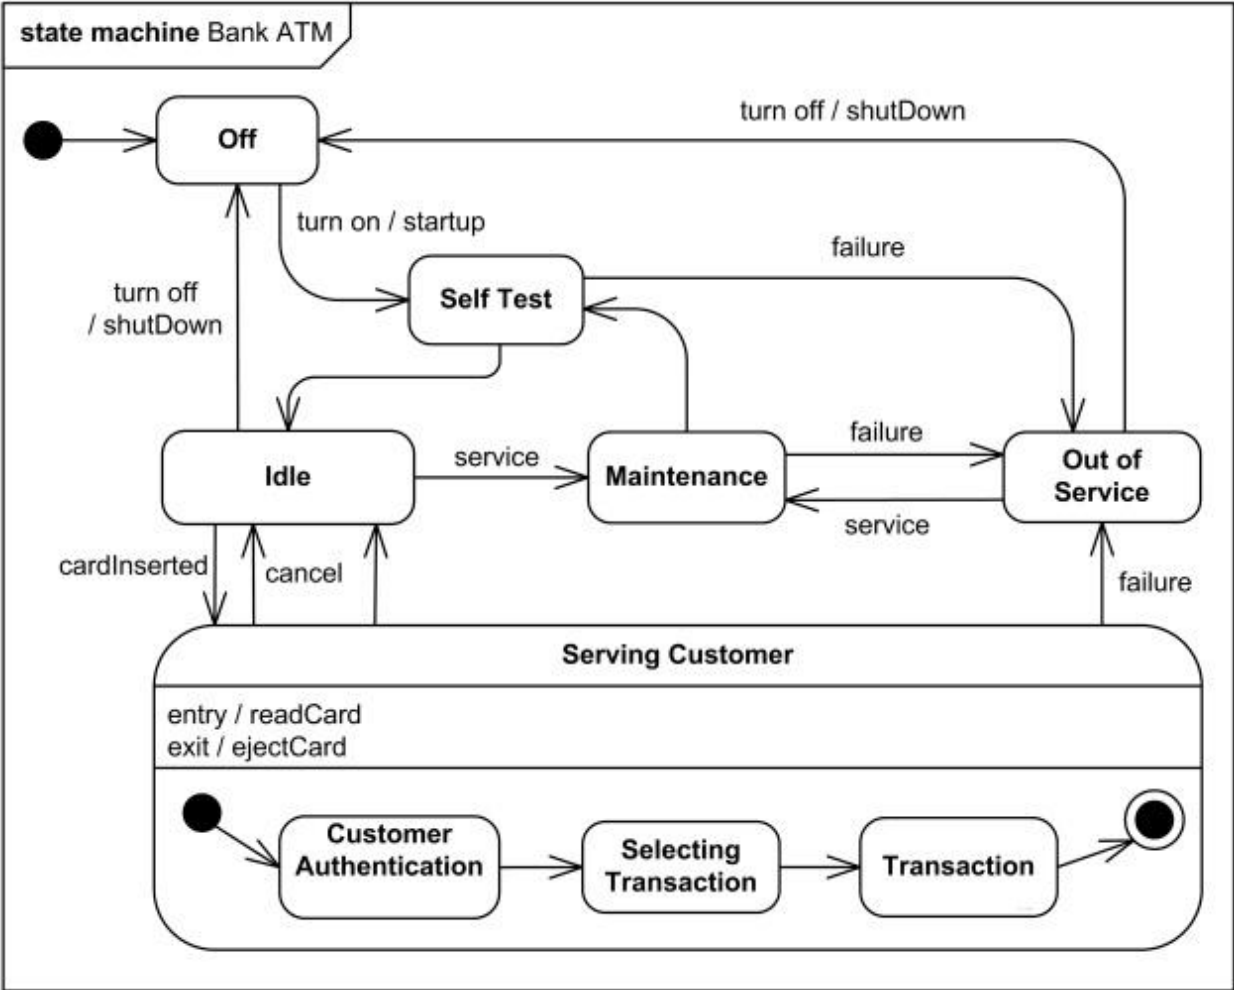 state machine Bank ATM
turn off / shutDown
Off
turn on / startup
failure
turn off
/ shutDown
Self Test
Idle
service
Maintenance
failure
Out of
Service
service
cardInserted
cancel
failure
Serving Customer
entry / readCard
exit / ejectCard
Customer
Authentication
Selecting
Transaction
Transaction